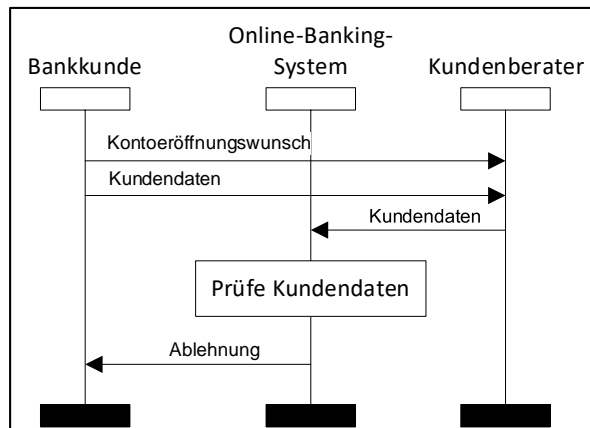 Online-Banking-
Bankkunde System Kundenberater
Kontoeröffnungswunsch
Kundendaten
Kundendaten
Prüfe Kundendaten
Ablehnung